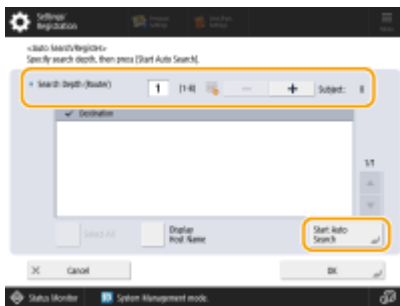 Settings/
Registration
<Auto Search/Register>
Specify search depth, then press [Start Auto Search].
Search Depth (Router)
1
[1-8]
−
+
Subject:
8
Destination
1/1
Select All
Display
Host Name
Start Auto
Search
Cancel
OK
Status Monitor
System Management mode.